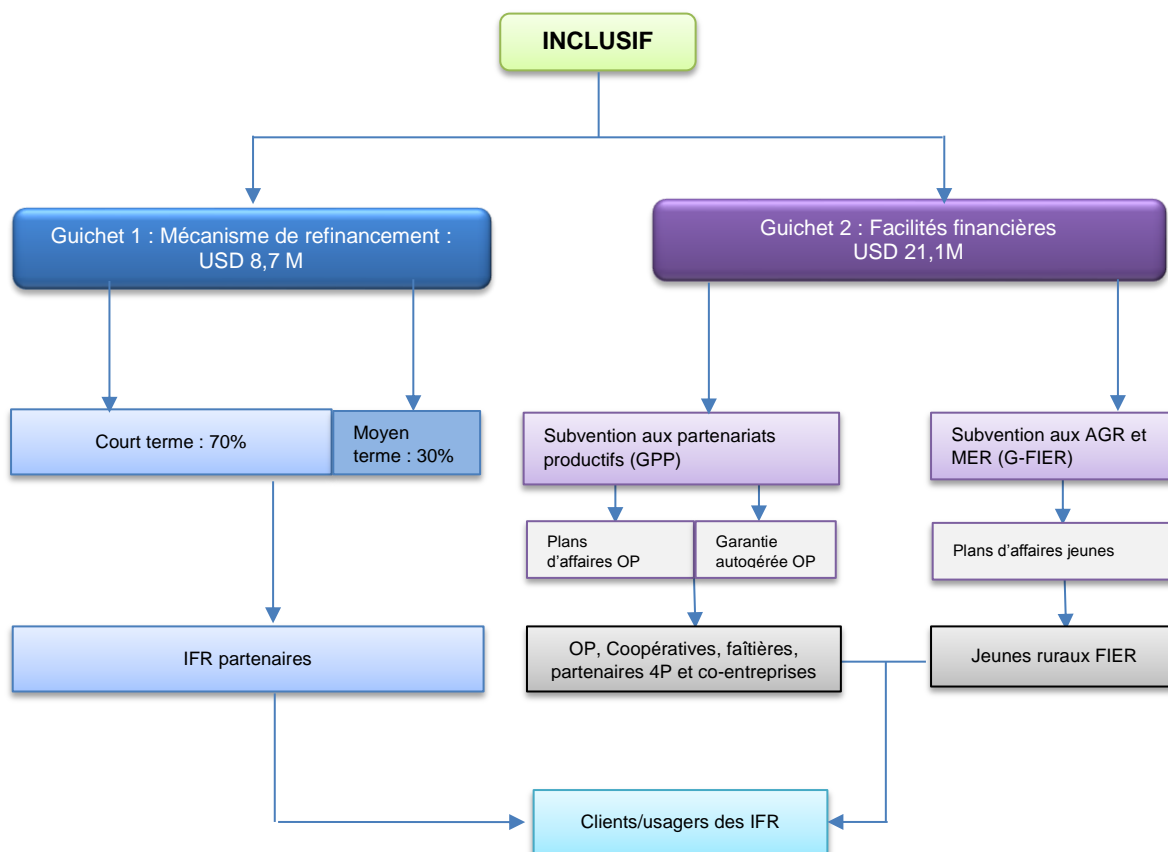 INCLUSIF
Guichet 1 : Mécanisme de refinancement :
USD 8,7 M
Guichet 2 : Facilités financières
USD 21,1M
Court terme : 70%
Moyen
terme : 30%
Subvention aux partenariats
productifs (GPP)
Subvention aux AGR et
MER (G-FIER)
Plans
d'affaires OP
Garantie
autogérée OP
Plans d'affaires jeunes
IFR partenaires
OP, Coopératives, faîtières,
partenaires 4P et co-entreprises
Jeunes ruraux FIER
Clients/usagers des IFR